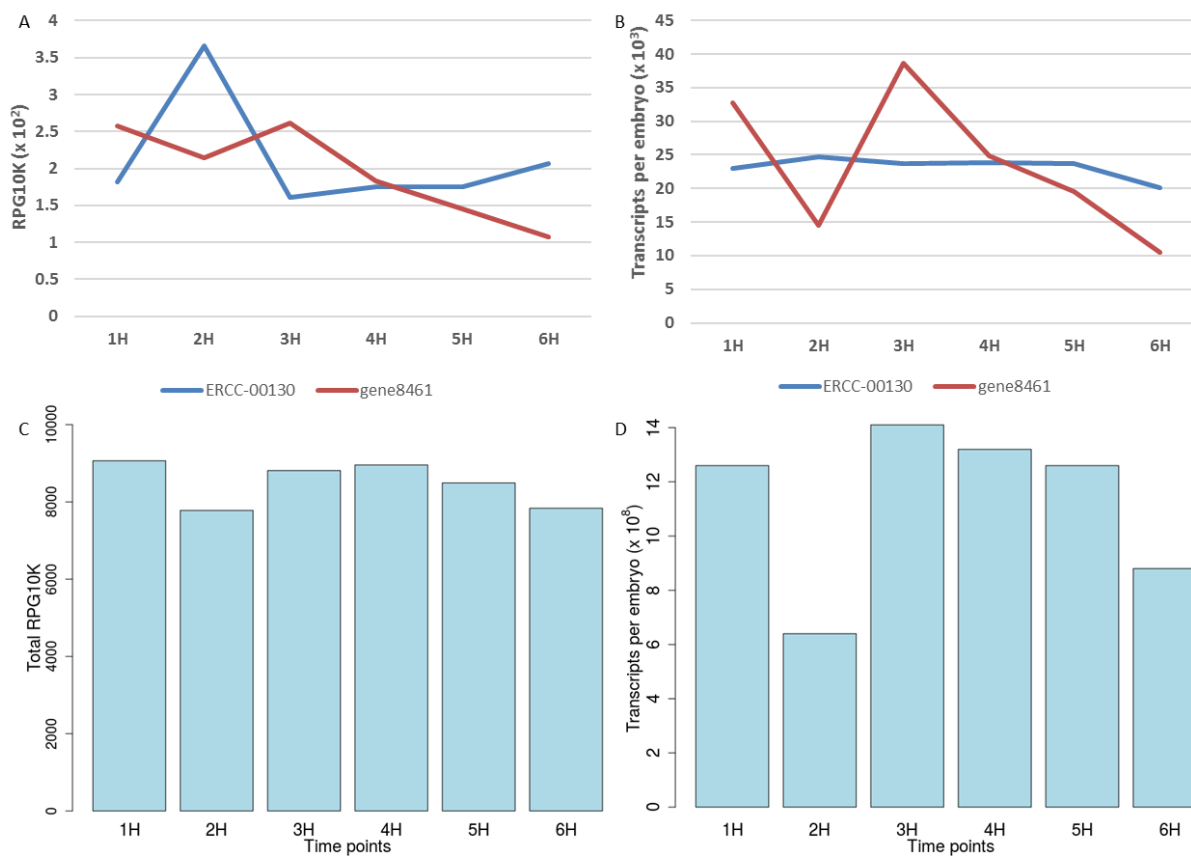 A
RPG10K (x 10²)
4
3.5
3
2.5
2
1.5
1
0.5
0
1H 2H 3H 4H 5H 6H
ERCC-00130 gene8461
B
Transcripts per embryo (x 10³)
45
40
35
30
25
20
15
10
5
0
1H 2H 3H 4H 5H 6H
ERCC-00130 gene8461
C
Total RPG10K
10000
8000
6000
4000
2000
0
1H 2H 3H 4H 5H 6H
Time points
D
Transcripts per embryo (x 10⁸)
14
12
10
8
6
4
2
0
1H 2H 3H 4H 5H 6H
Time points